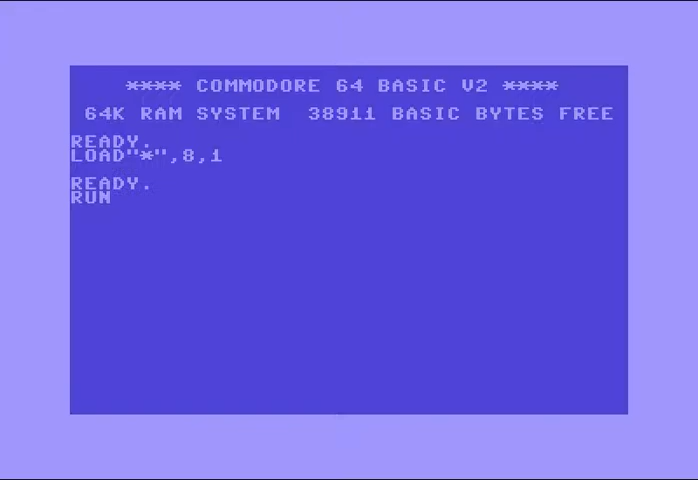 **** COMMODORE 64 BASIC V2 ****
64K RAM SYSTEM  38911 BASIC BYTES FREE
READY.
LOAD"*",8,1
READY.
RUN